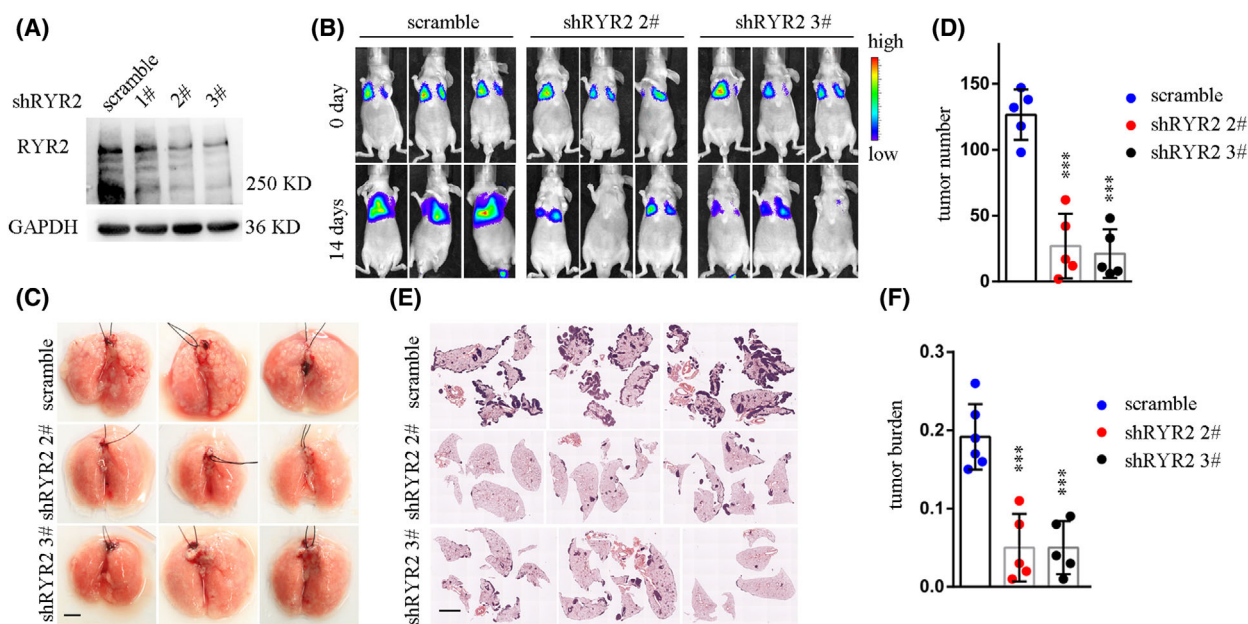 (A)
scramble
1#
2#
3#
shRYR2
RYR2
250 KD
GAPDH
36 KD
(B)
scramble
shRYR2 2#
shRYR2 3#
0 day
14 days
high
low
(D)
tumor number
150
100
50
0
***
***
scramble
shRYR2 2#
shRYR2 3#
(C)
scramble
shRYR2 2#
shRYR2 3#
(E)
Scramble
shRYR2 2#
shRYR2 3#
(F)
tumor burden
0.3
0.2
0.1
0.0
***
***
scramble
shRYR2 2#
shRYR2 3#